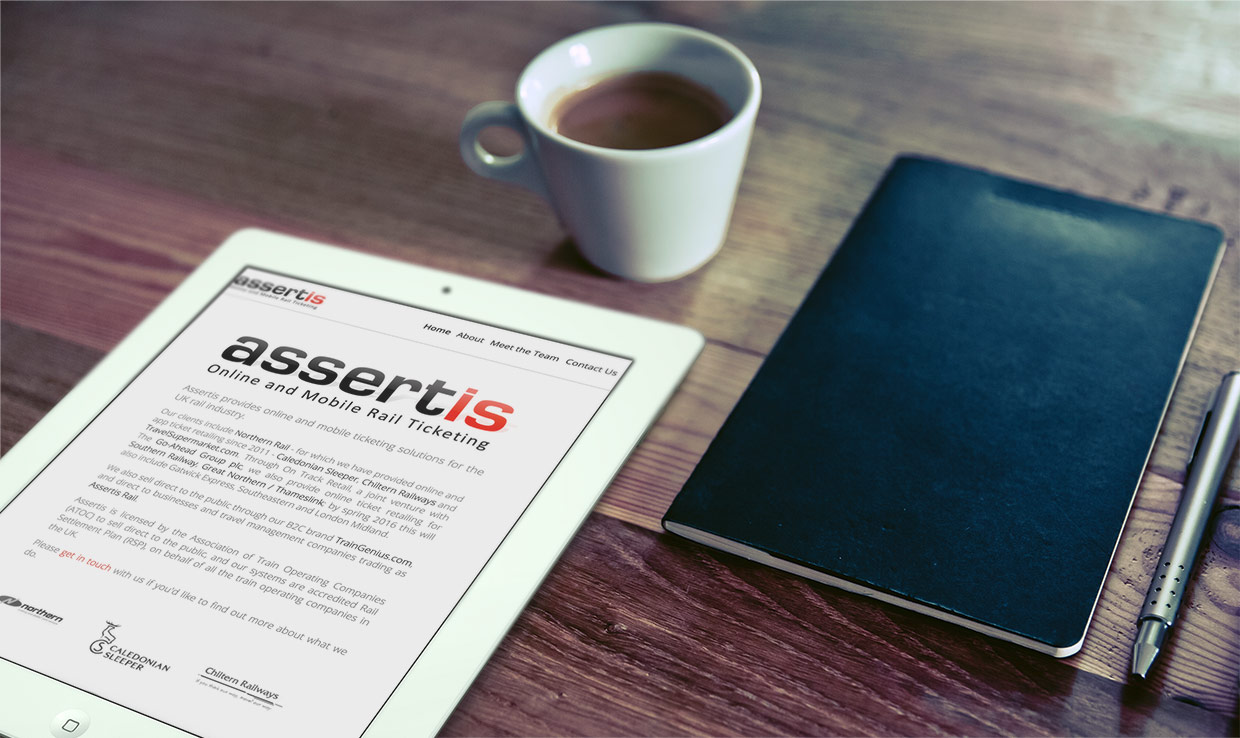 assertis
Online and Mobile Rail Ticketing
Home About Meet the Team Contact Us
assertis
Online and Mobile Rail Ticketing
Assertis provides online and mobile ticketing solutions for the
UK rail industry.
Our clients include Northern Rail - for which we have provided online and
app ticket retailing since 2011 - Caledonian Sleeper, Chiltern Railways and
TravelSupermarket.com. Through On Track Retail, a joint venture with
The Go-Ahead Group plc, we also provide online ticket retailing for
Southern Railway, Great Northern / Thameslink; by spring 2016 this will
also include Gatwick Express, Southeastern and London Midland.
We also sell direct to the public through our B2C brand TrainGenius.com,
and direct to businesses and travel management companies trading as
Assertis Rail.
Assertis is licensed by the Association of Train Operating Companies
(ATOC) to sell direct to the public, and our systems are accredited Rail
Settlement Plan (RSP), on behalf of all the train operating companies in
the UK.
Please get in touch with us if you'd like to find out more about what we
do.
northern
CALEDONIAN
SLEEPER
Chiltern Railways